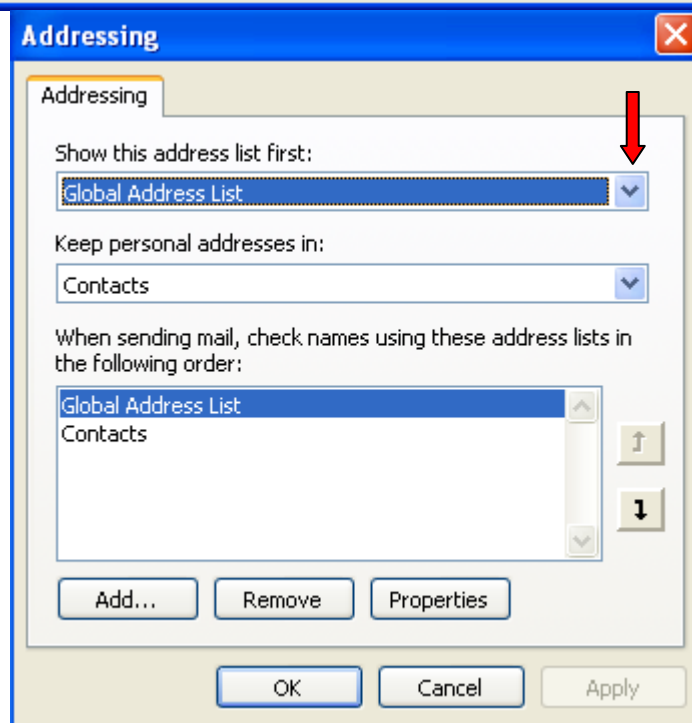 Addressing
Addressing
Show this address list first:
Global Address List
Keep personal addresses in:
Contacts
When sending mail, check names using these address lists in
the following order:
Global Address List
Contacts
Add... Remove Properties
OK Cancel Apply